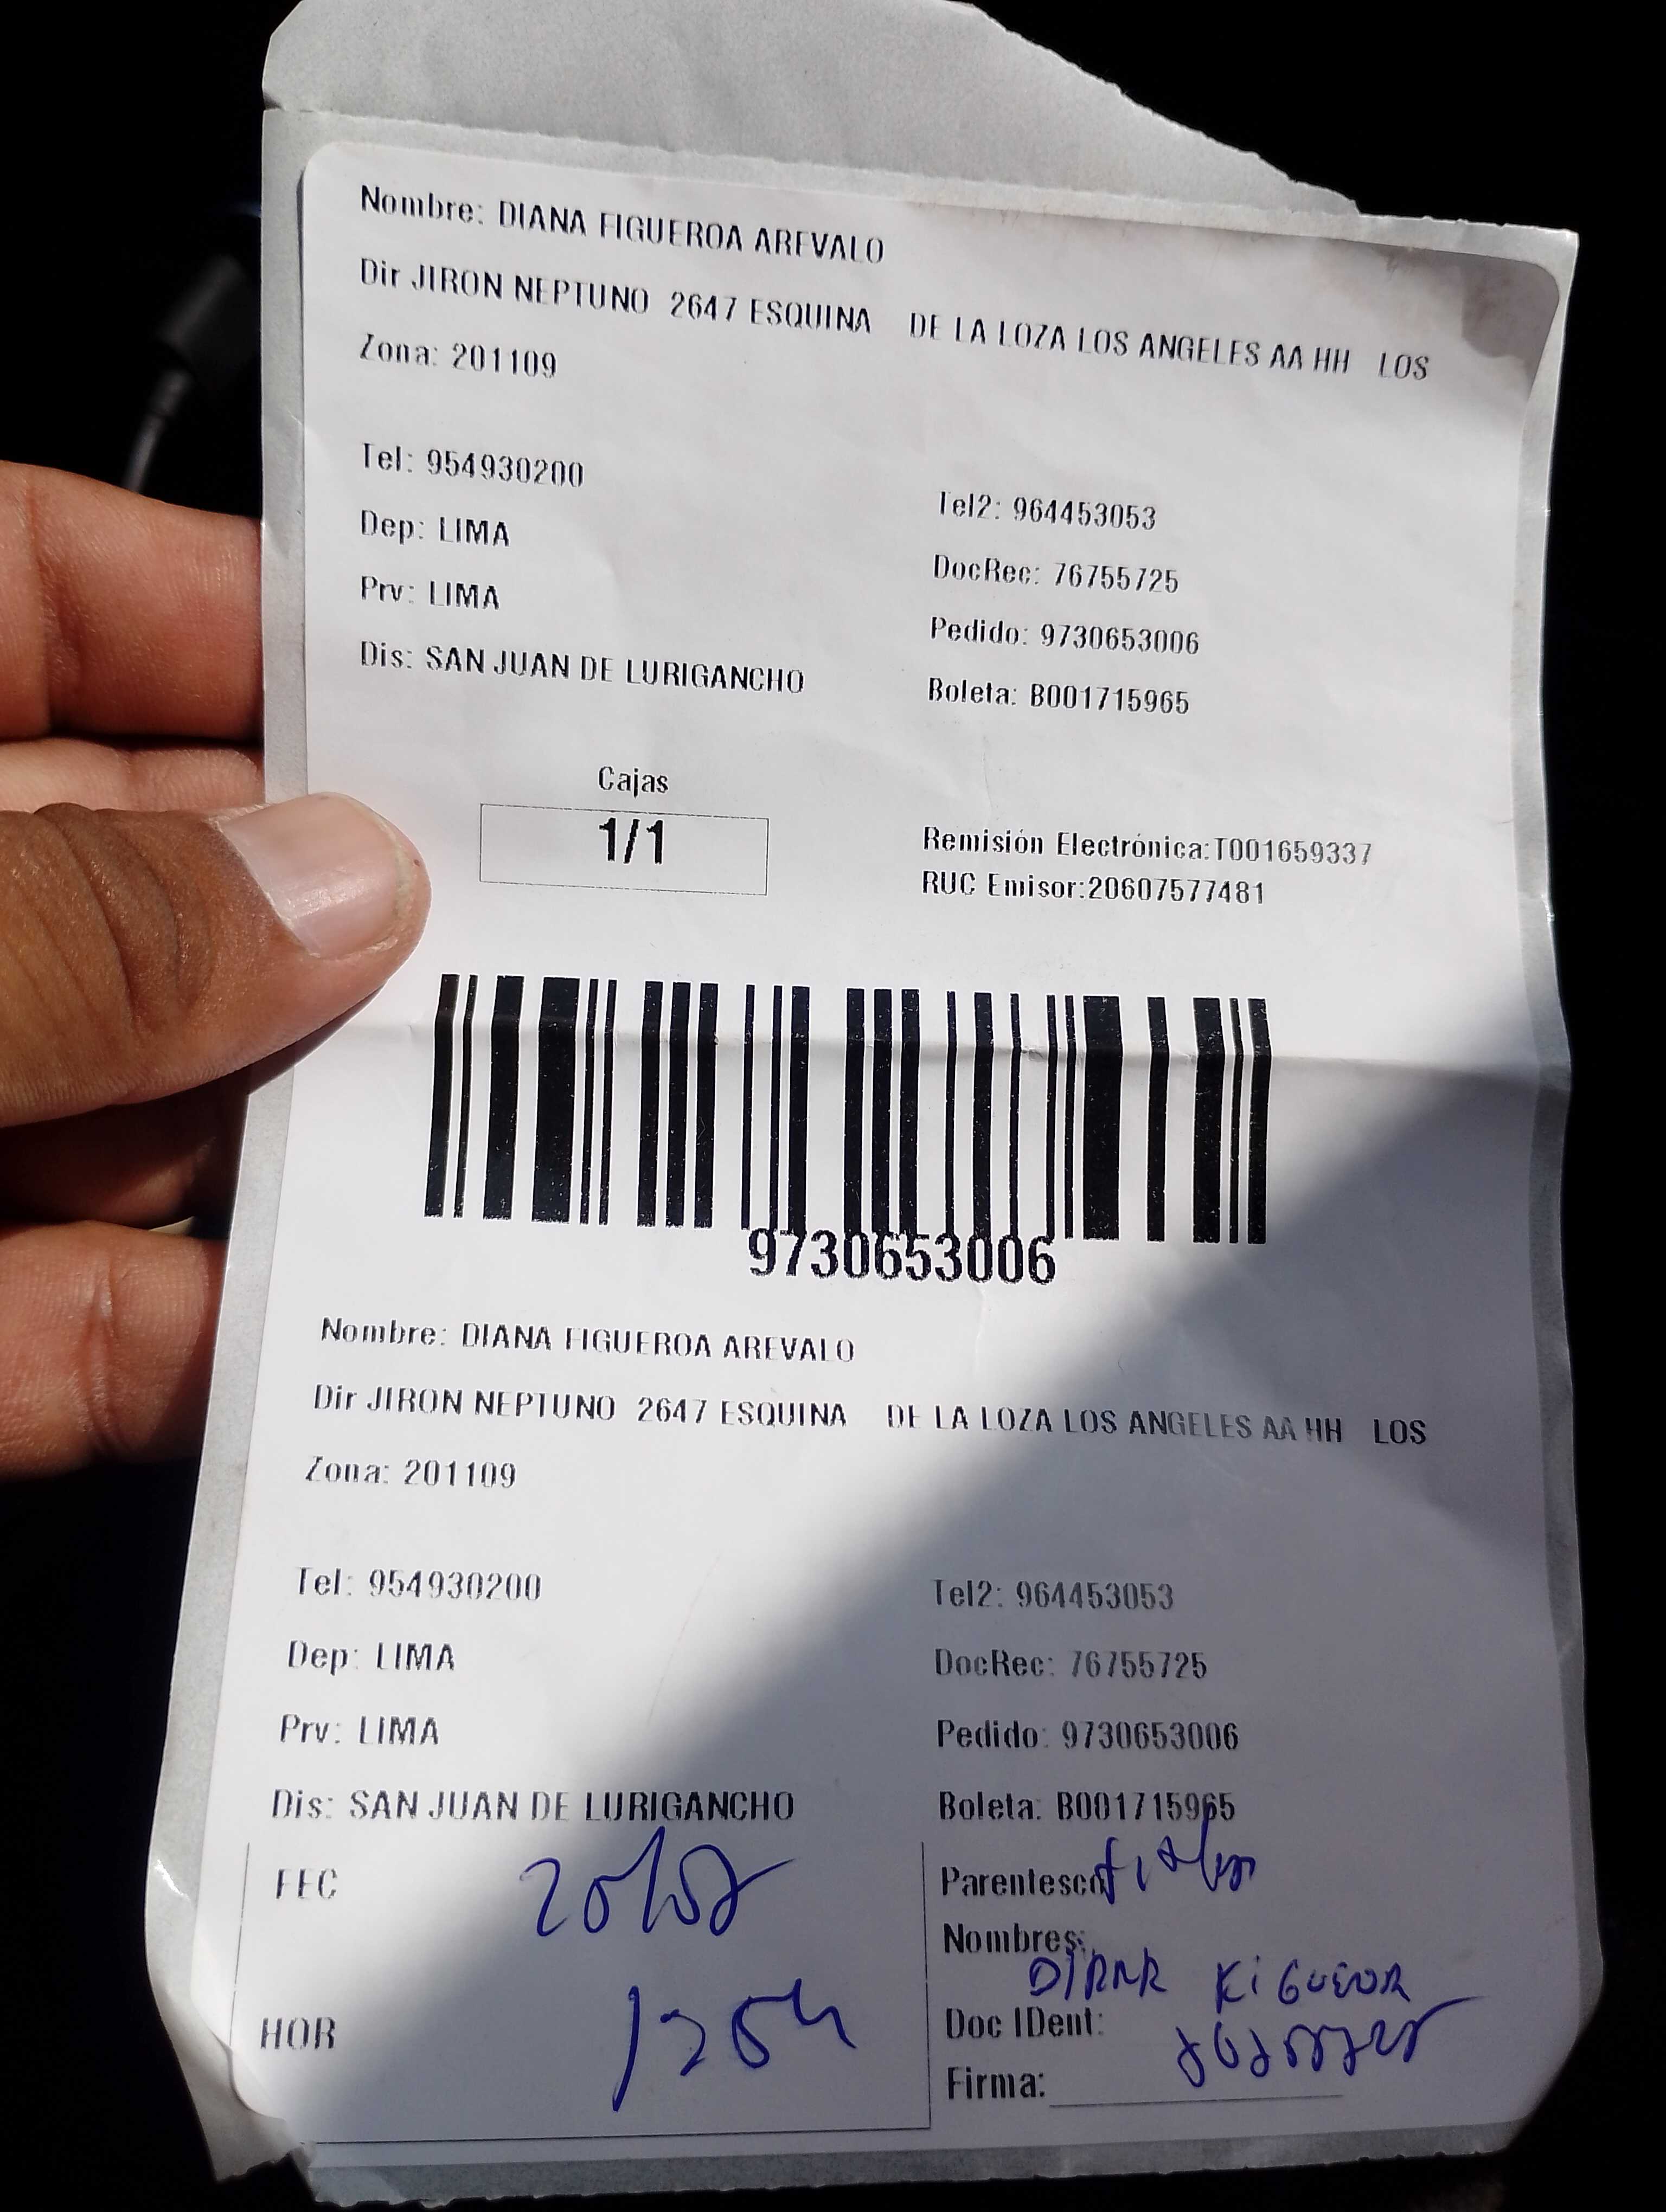 Nombre: DIANA FIGUEROA AREVALO
Dir JIRON NEPTUNO 2647 ESQUINA DE LA LOZA LOS ANGELES AA HH LOS
Zona: 201109
Tel: 954930200 Tel2: 964453053
Dep: LIMA DocRec: 76755725
Prv: LIMA Pedido: 9730653006
Dis: SAN JUAN DE LURIGANCHO Boleta: B001715965
Cajas
1/1
Remisión Electrónica:T001659337
RUC Emisor:20607577481
9730653006
Nombre: DIANA FIGUEROA AREVALO
Dir JIRON NEPTUNO 2647 ESQUINA DE LA LOZA LOS ANGELES AA HH LOS
Zona: 201109
Tel: 954930200 Tel2: 964453053
Dep: LIMA DocRec: 76755725
Prv: LIMA Pedido: 9730653006
Dis: SAN JUAN DE LURIGANCHO Boleta: B001715965
FEC Parentesco:
Nombres:
DIANA FIGUEROA
HOR Doc IDent:
Firma: